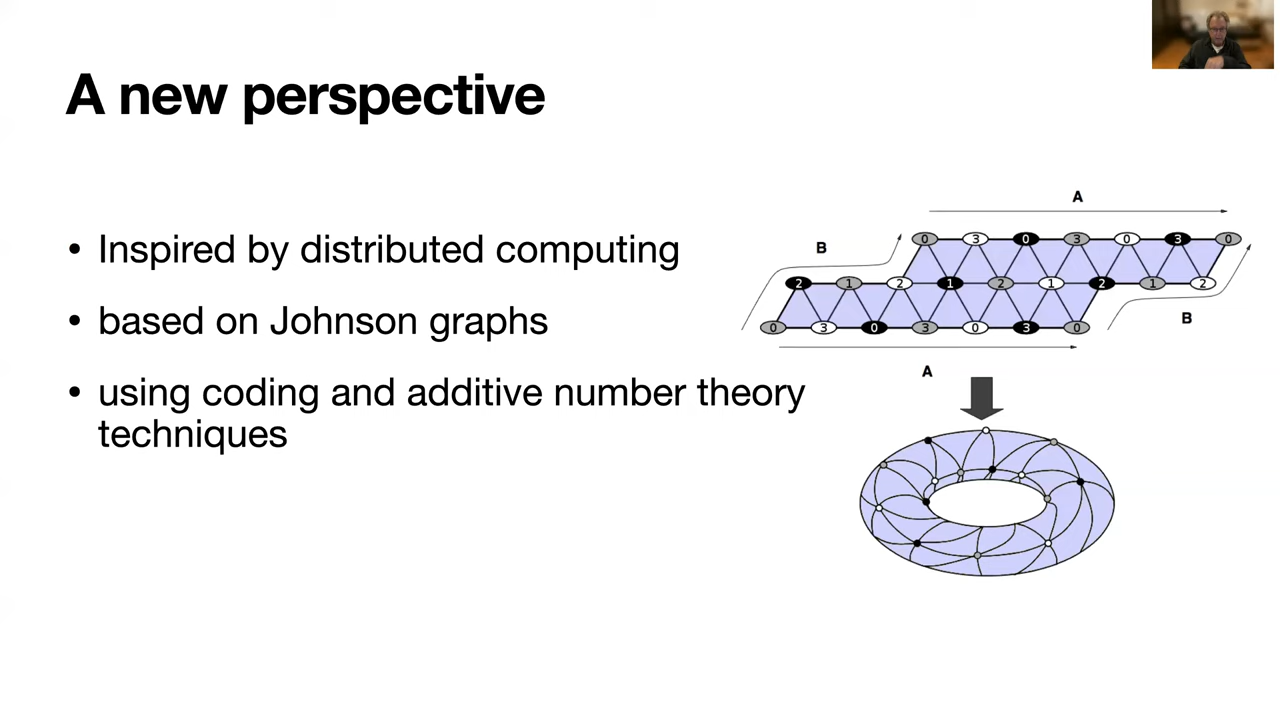 A new perspective
• Inspired by distributed computing
• based on Johnson graphs
• using coding and additive number theory
techniques
A
B
0 3 0 3 0 3 0
2 1 2 1 2 1 2 1 2
0 3 0 3 0 3 0
B
A